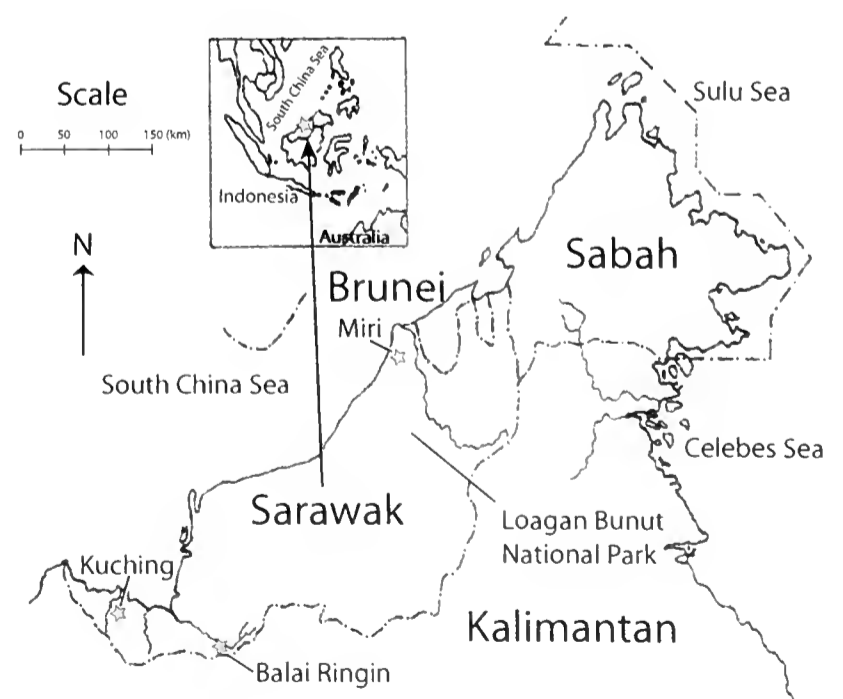 Scale
0 50 100 150 (km)
N
South China Sea
Indonesia
Australia
Sulu Sea
Sabah
Brunei
Miri
South China Sea
Celebes Sea
Sarawak
Loagan Bunut
National Park
Kuching
Kalimantan
Balai Ringin